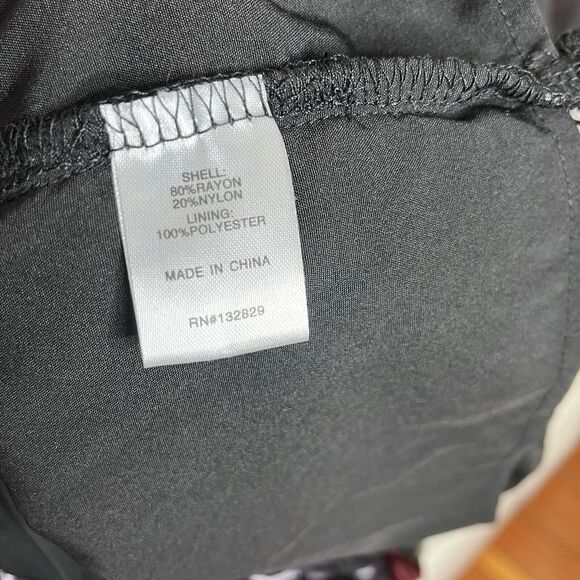 SHELL:
80%RAYON
20%NYLON
LINING:
100%POLYESTER
MADE IN CHINA
RN#132829